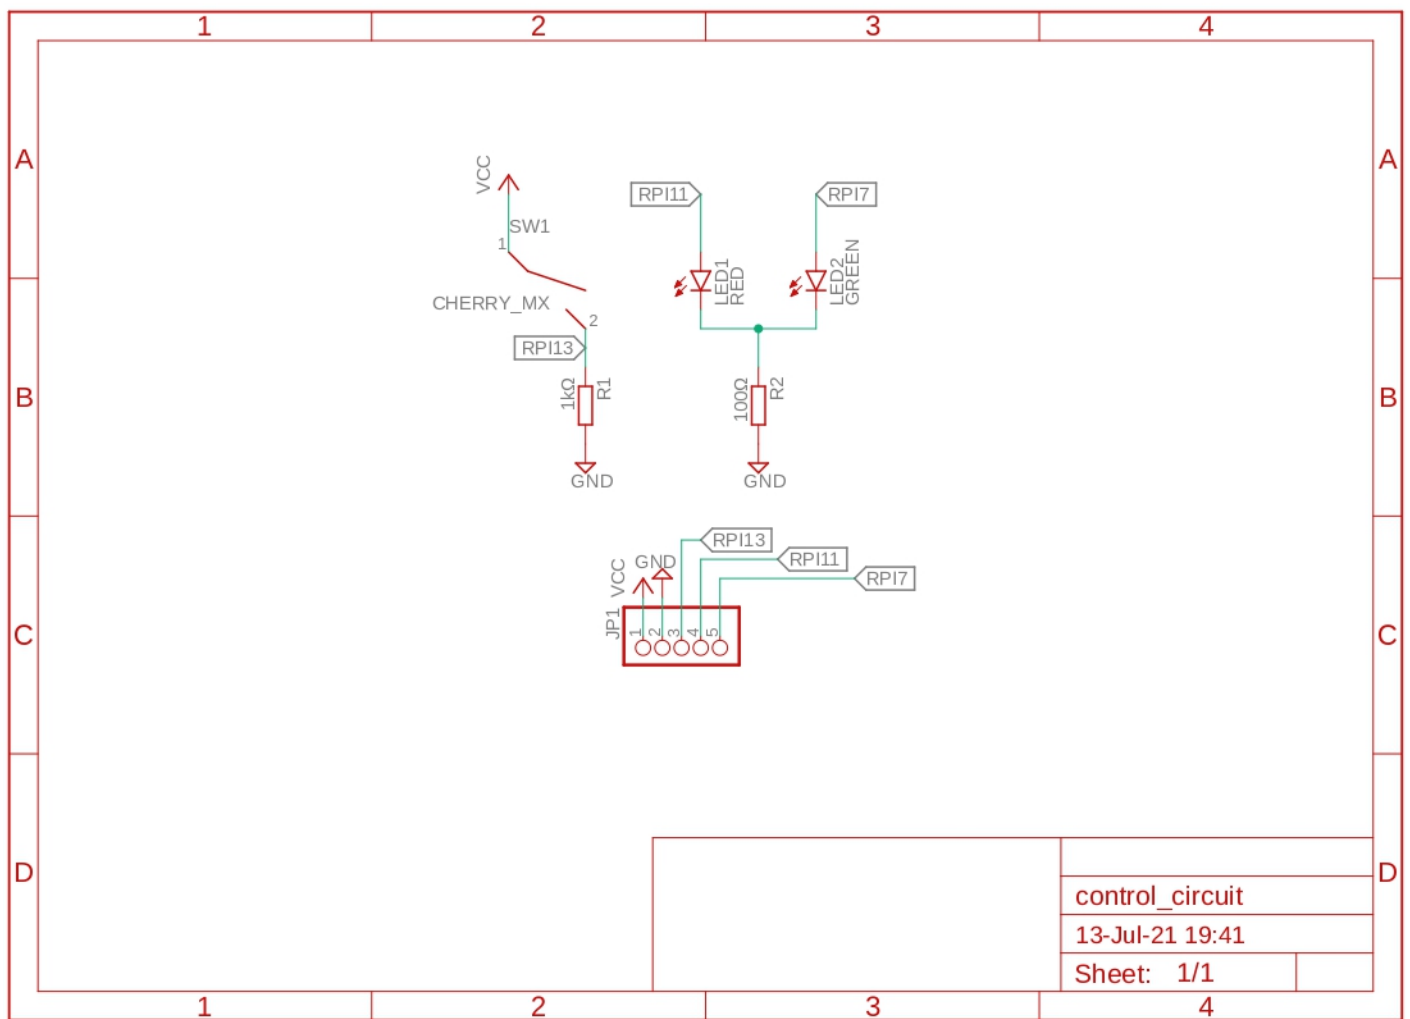 1 2 3 4
A A
VCC
SW1
1
CHERRY_MX
2
RPI13
1kΩ R1
GND
RPI11 RPI7
LED1 RED
LED2 GREEN
B B
100Ω R2
GND
C C
RPI13
RPI11
RPI7
VCC GND
JP1
1 2 3 4 5
D D
control_circuit
13-Jul-21 19:41
Sheet: 1/1
1 2 3 4